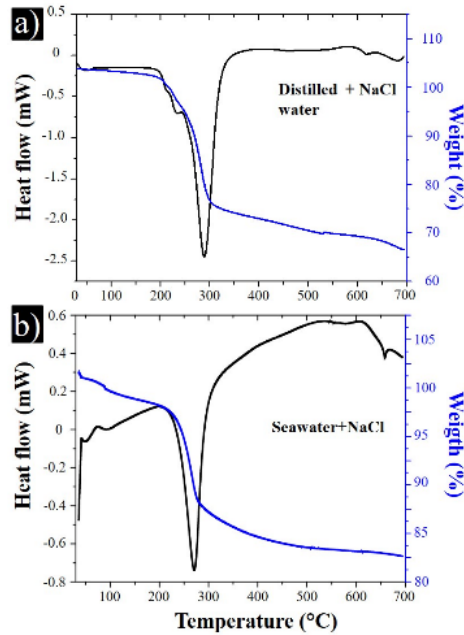 a)
0.5
0
-0.5
-1.0
-1.5
-2.0
-2.5
Heat flow (mW)
Distilled + NaCl
water
110
100
90
80
70
60
Weight (%)
0 100 200 300 400 500 600 700
b)
0.6
0.4
0.2
0
-0.2
-0.4
-0.6
-0.8
Heat flow (mW)
Seawater+NaCl
105
100
95
90
85
80
Weigth (%)
0 100 200 300 400 500 600 700
Temperature (°C)